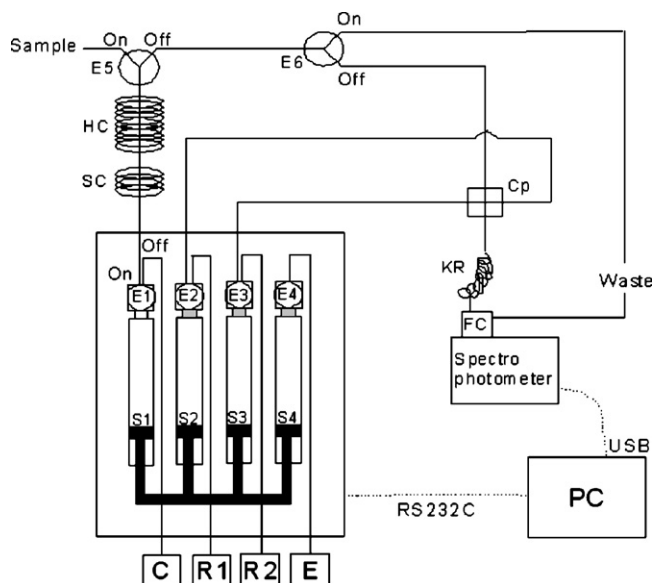 On
Sample
On
Off
E5
E6
Off
HC
SC
Cp
Off
On
KR
Waste
E1
E2
E3
E4
FC
Spectro
photometer
S1
S2
S3
S4
USB
PC
RS232C
C
R1
R2
E